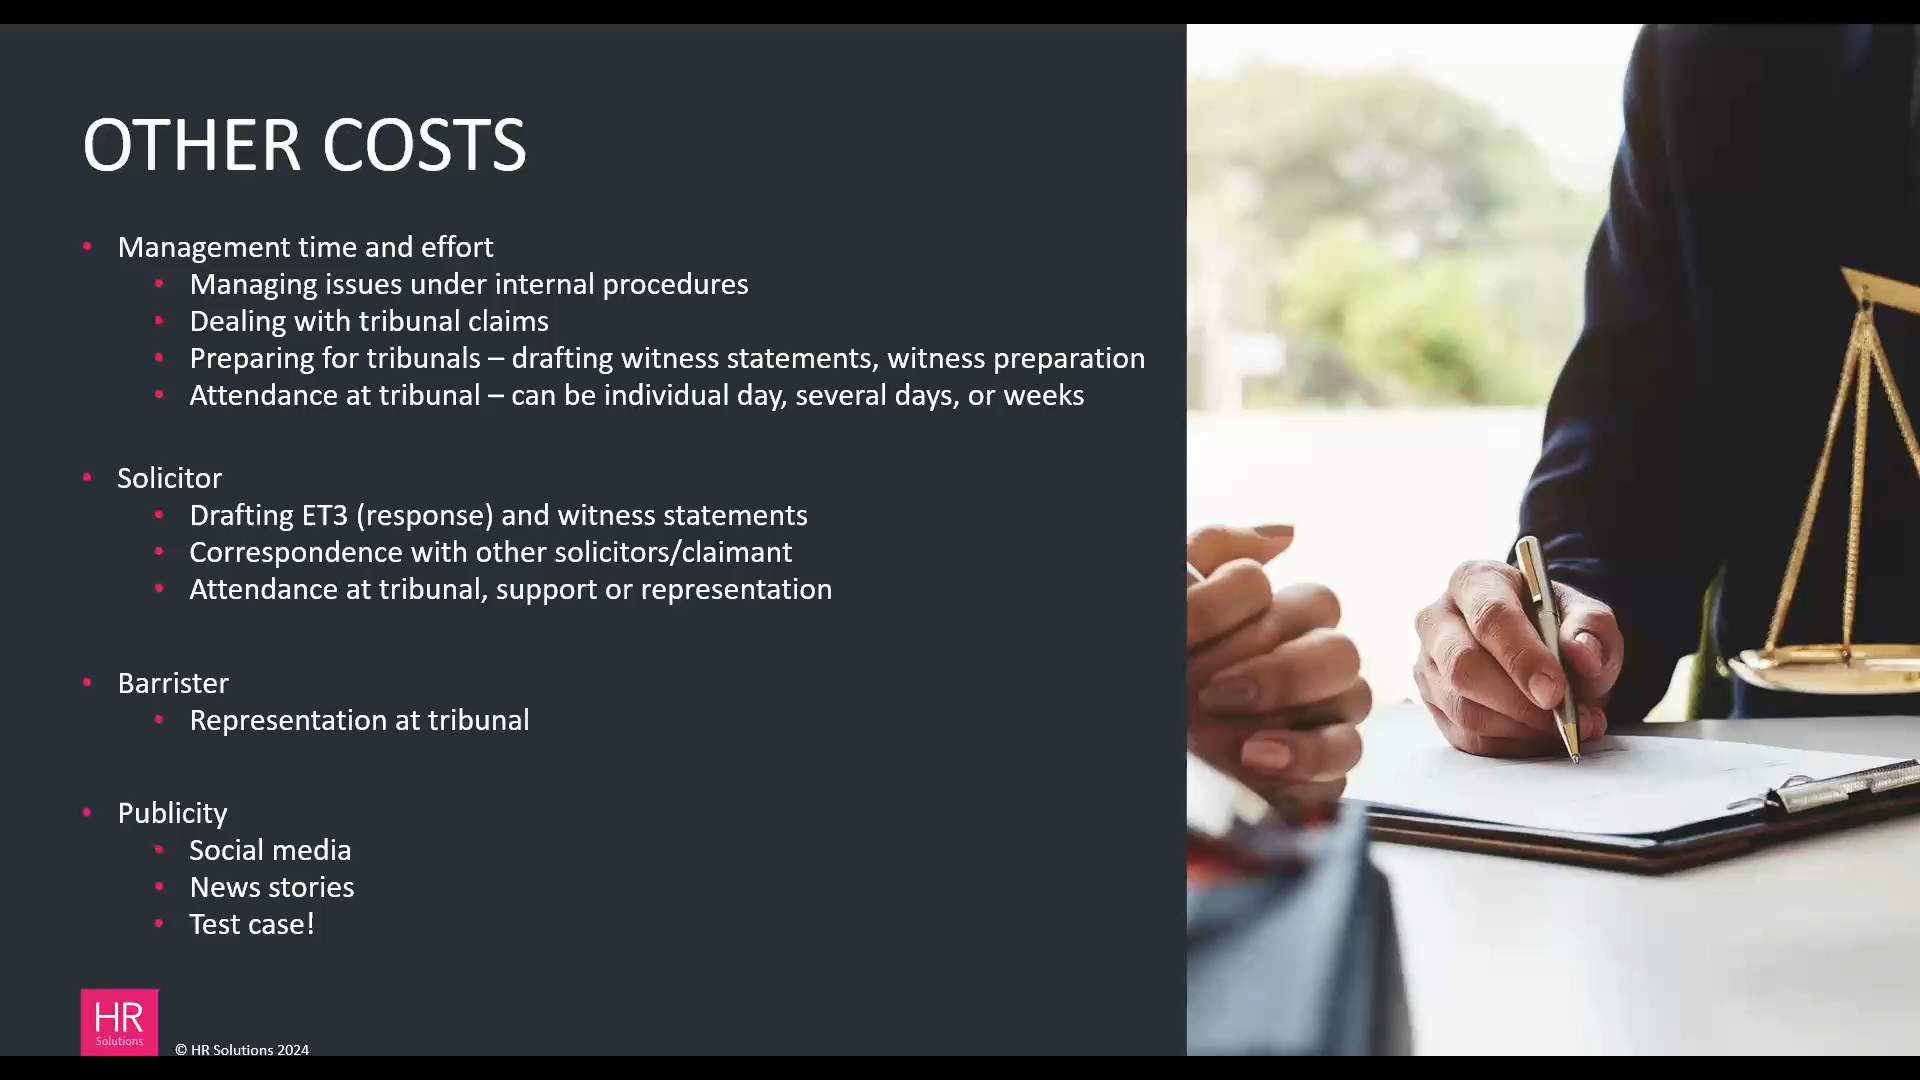 OTHER COSTS
• Management time and effort
• Managing issues under internal procedures
• Dealing with tribunal claims
• Preparing for tribunals – drafting witness statements, witness preparation
• Attendance at tribunal – can be individual day, several days, or weeks
• Solicitor
• Drafting ET3 (response) and witness statements
• Correspondence with other solicitors/claimant
• Attendance at tribunal, support or representation
• Barrister
• Representation at tribunal
• Publicity
• Social media
• News stories
• Test case!
HR
Solutions
© HR Solutions 2024